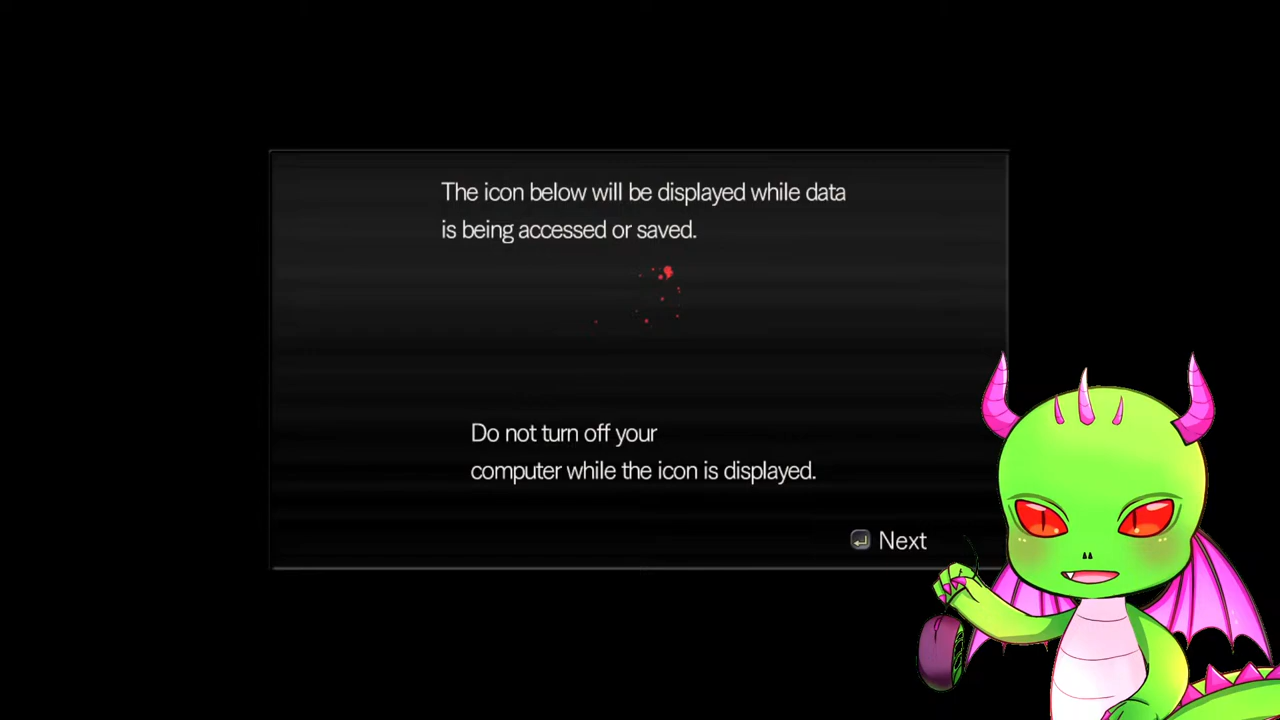 The icon below will be displayed while data
is being accessed or saved.
Do not turn off your
computer while the icon is displayed.
Next